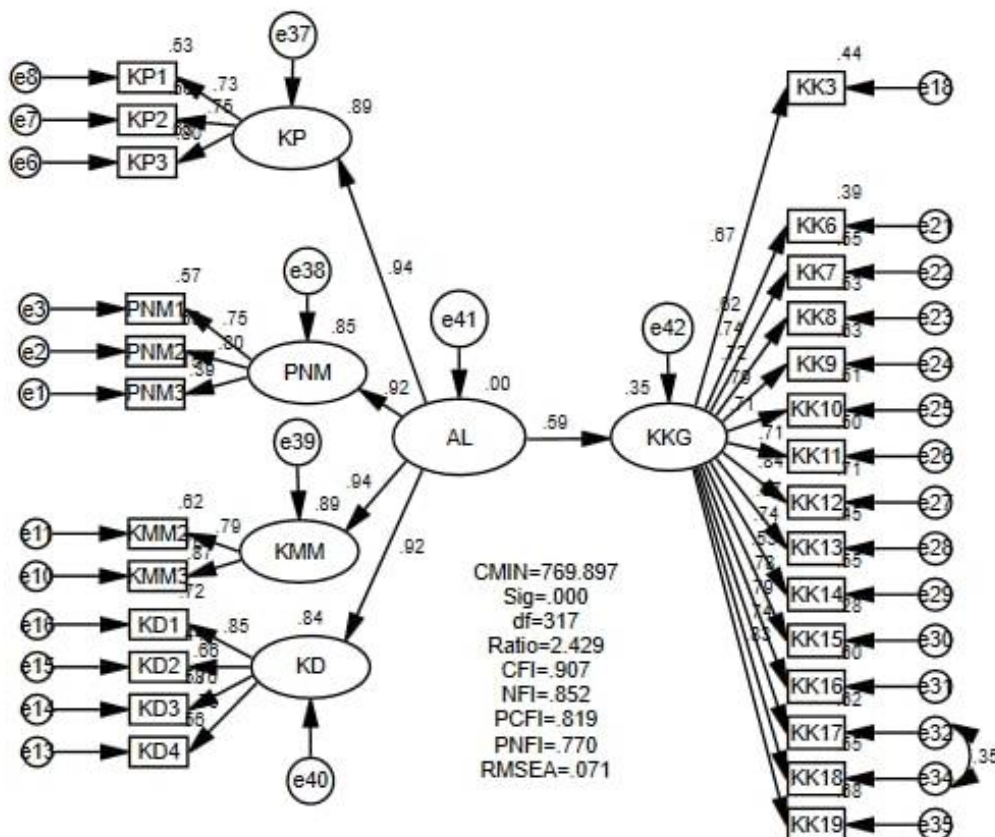 e37
.53
e8
KP1
.73
e7
KP2
.75
KP
.89
e6
KP3
.94
.44
KK3
e18
.67
e38
.57
e3
PNM1
.75
e2
PNM2
.80
PNM
.85
e1
PNM3
.92
e41
AL
.00
.59
e42
.35
KKG
.39
KK6
e21
.62
KK7
e22
.74
KK8
e23
KK9
e24
KK10
e25
.71
KK11
e26
.71
KK12
e27
KK13
e28
.74
KK14
e29
KK15
e30
KK16
e31
KK17
e32
KK18
e34
.35
KK19
e35
e39
.94
.62
e11
KMM2
.79
KMM
.89
e10
KMM3
.87
.72
.92
e16
KD1
.85
.84
e15
KD2
.66
KD
e14
KD3
e13
KD4
e40
CMIN=769.897
Sig=.000
df=317
Ratio=2.429
CFI=.907
NFI=.852
PCFI=.819
PNFI=.770
RMSEA=.071